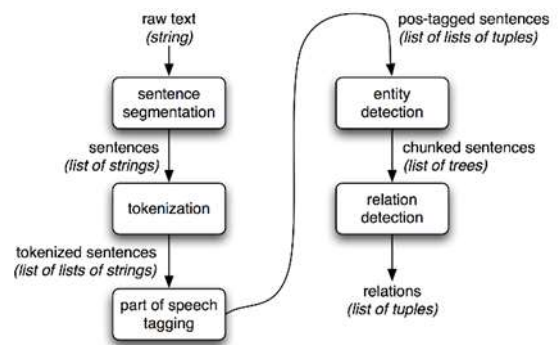 raw text
(string)
sentence
segmentation
sentences
(list of strings)
tokenization
tokenized sentences
(list of lists of strings)
part of speech
tagging
pos-tagged sentences
(list of lists of tuples)
entity
detection
chunked sentences
(list of trees)
relation
detection
relations
(list of tuples)